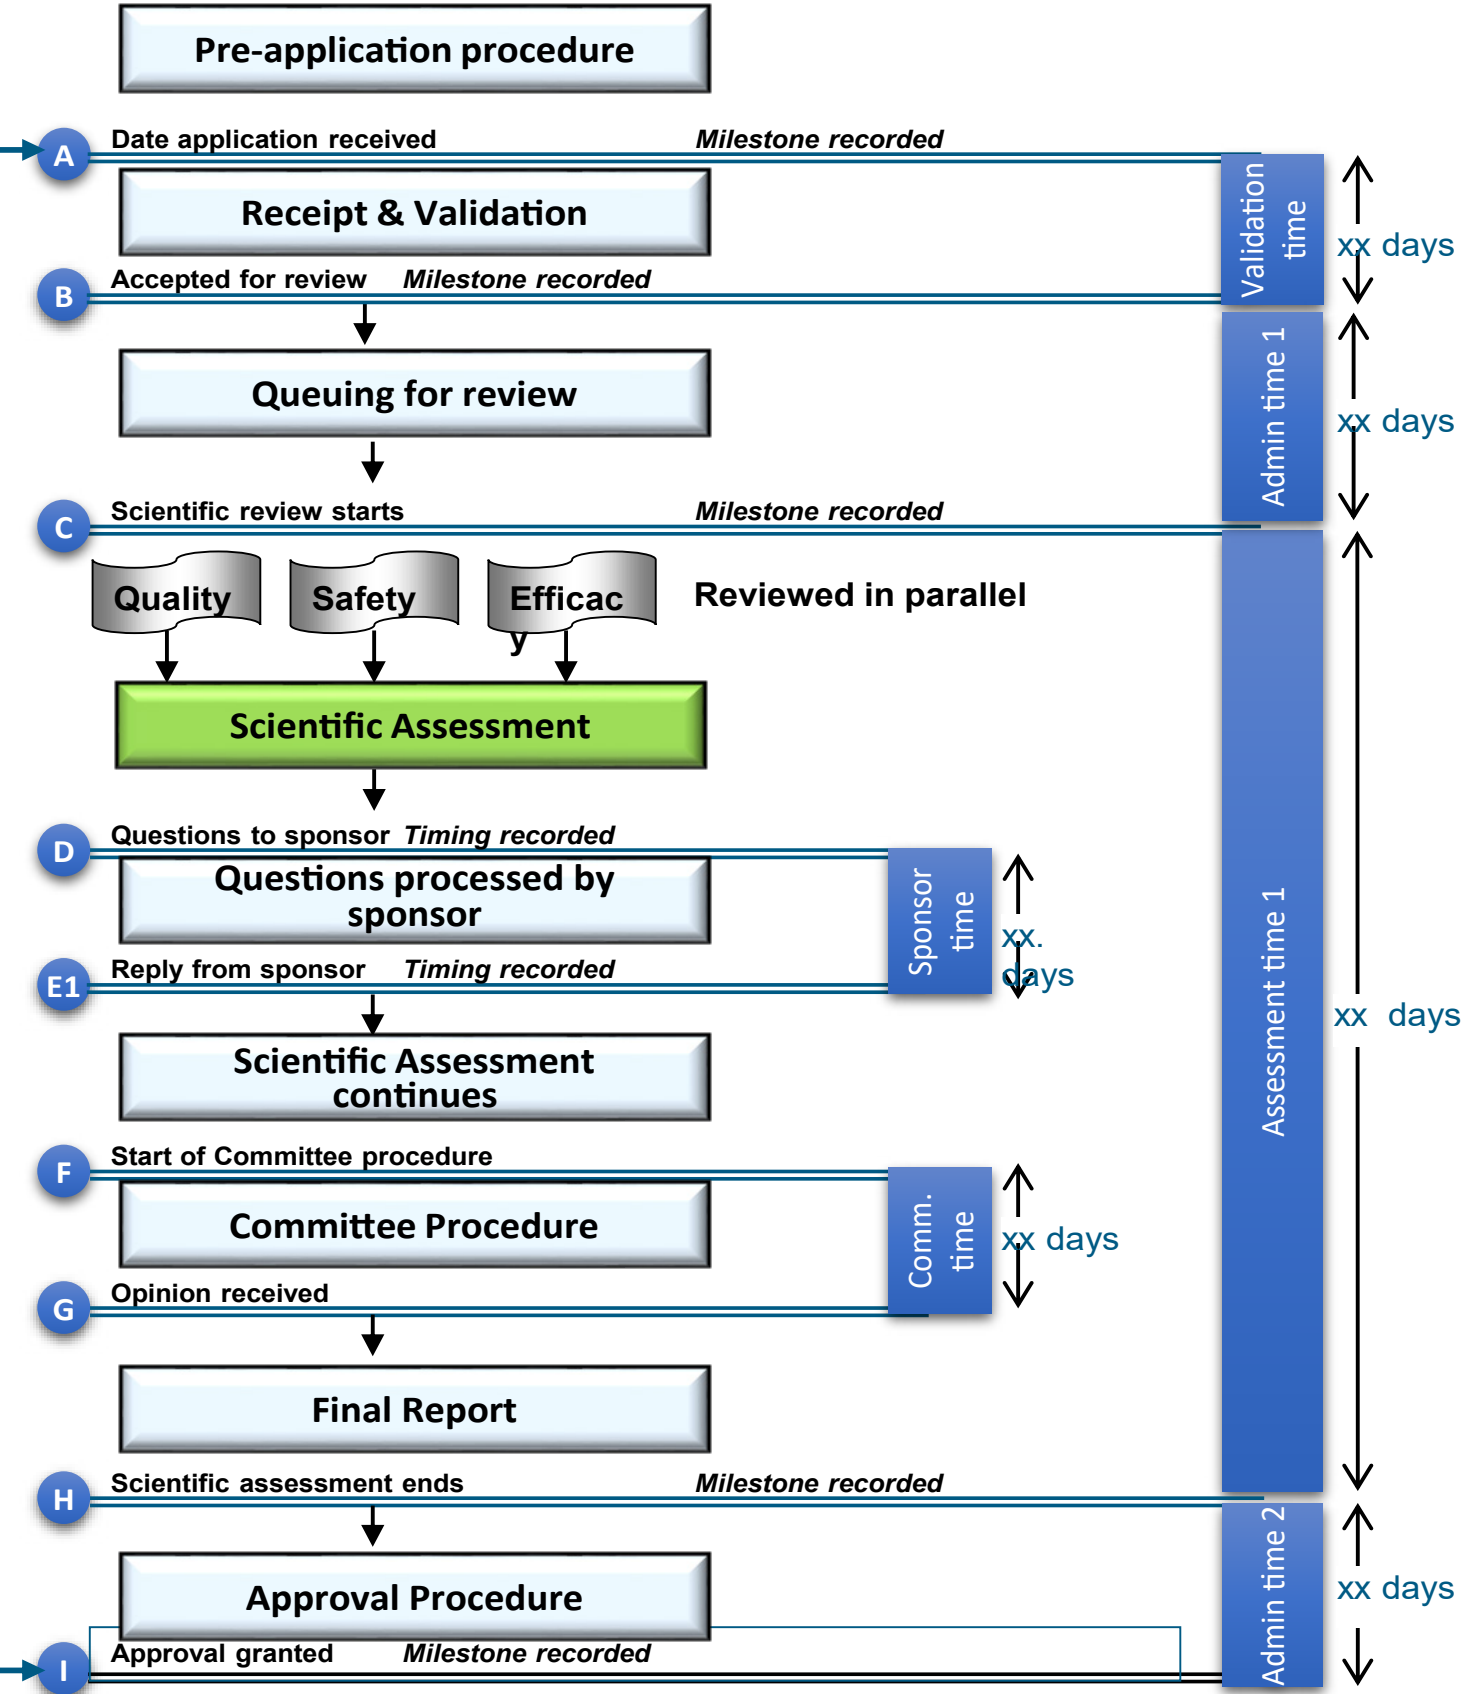 Pre-application procedure
A
Date application received
Milestone recorded
Receipt & Validation
Validation
time
xx days
B
Accepted for review
Milestone recorded
Queuing for review
Admin time 1
xx days
C
Scientific review starts
Milestone recorded
Quality
Safety
Efficac
y
Reviewed in parallel
Scientific Assessment
D
Questions to sponsor
Timing recorded
Questions processed by
sponsor
Sponsor
time
xx.
days
E1
Reply from sponsor
Timing recorded
Scientific Assessment
continues
Assessment time 1
xx days
F
Start of Committee procedure
Committee Procedure
Comm.
time
xx days
G
Opinion received
Final Report
H
Scientific assessment ends
Milestone recorded
Approval Procedure
Admin time 2
xx days
I
Approval granted
Milestone recorded